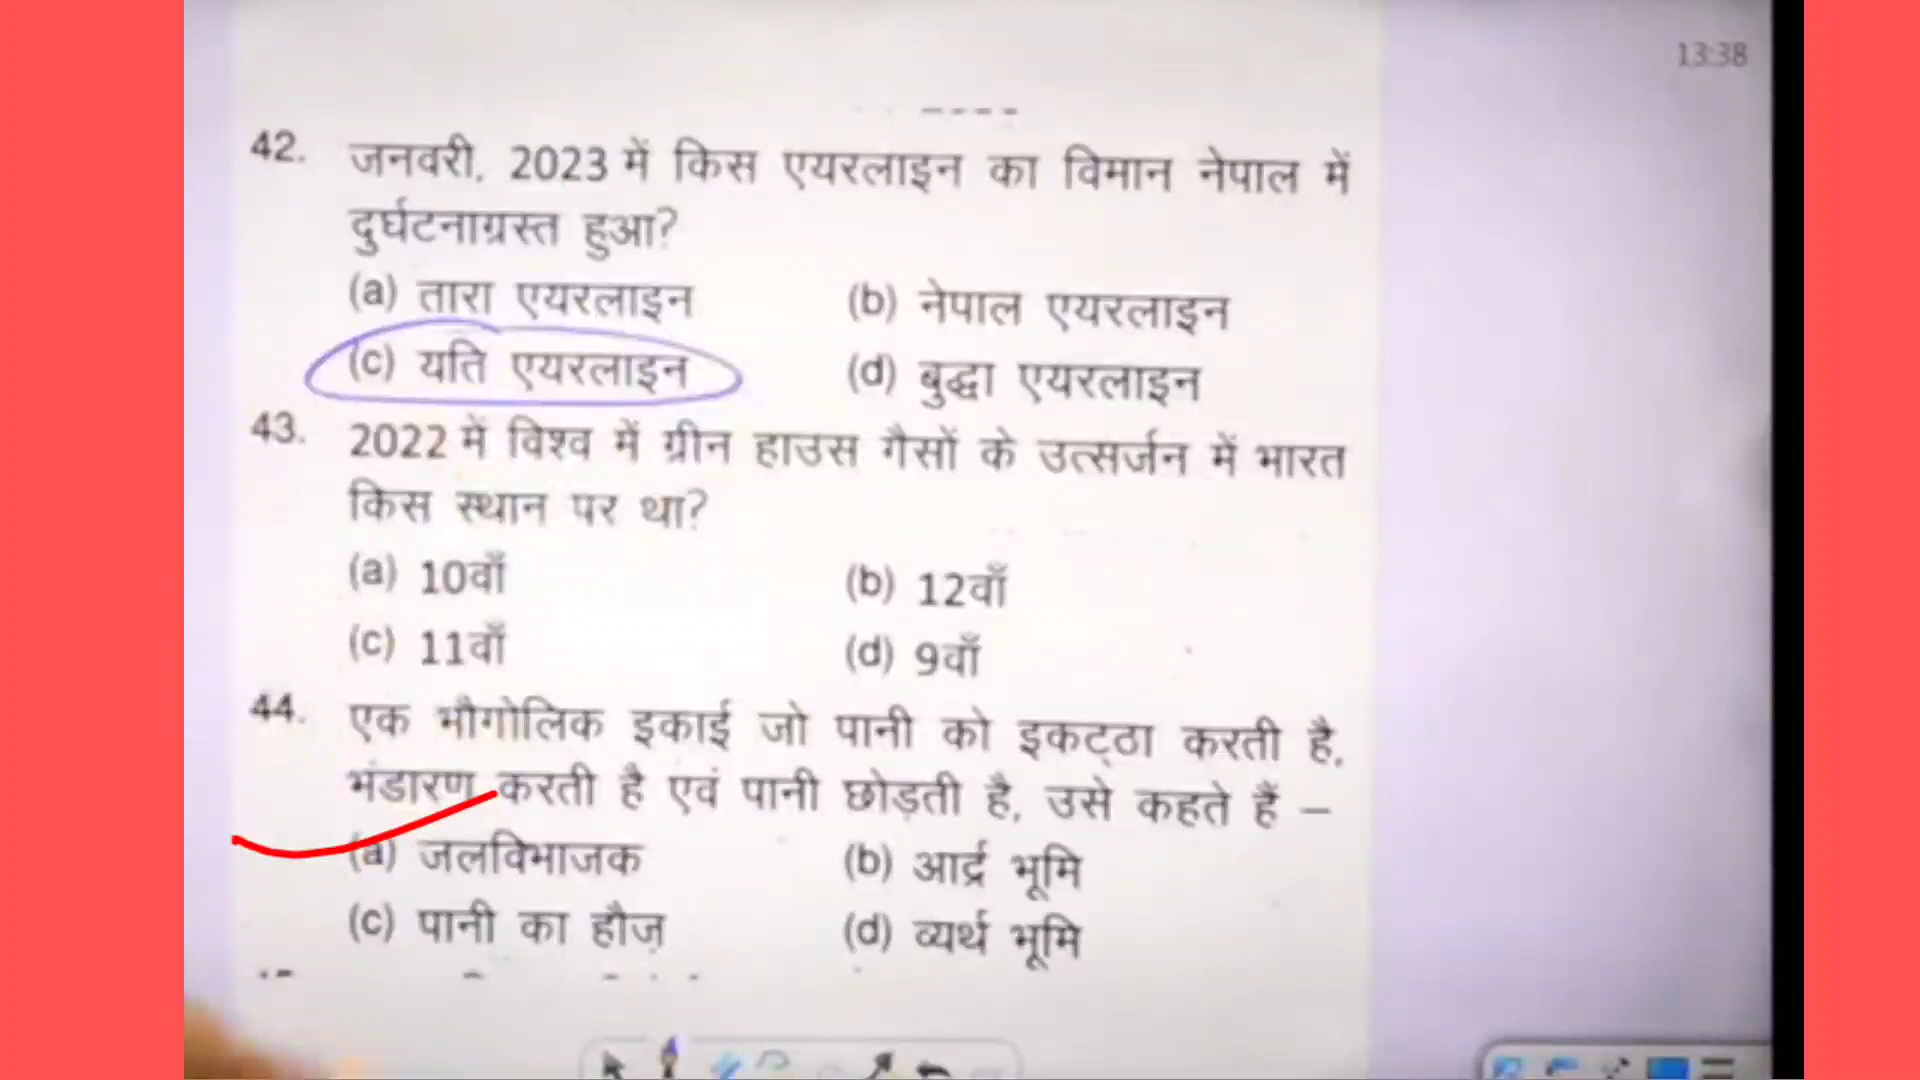 13:38
42. जनवरी, 2023 में किस एयरलाइन का विमान नेपाल में
दुर्घटनाग्रस्त हुआ?
(a) तारा एयरलाइन (b) नेपाल एयरलाइन
(c) यति एयरलाइन (d) बुद्धा एयरलाइन
43. 2022 में विश्व में ग्रीन हाउस गैसों के उत्सर्जन में भारत
किस स्थान पर था?
(a) 10वाँ (b) 12वाँ
(c) 11वाँ (d) 9वाँ
44. एक भौगोलिक इकाई जो पानी को इकट्ठा करती है,
भंडारण करती है एवं पानी छोड़ती है, उसे कहते हैं –
(a) जलविभाजक (b) आर्द्र भूमि
(c) पानी का हौज़ (d) व्यर्थ भूमि